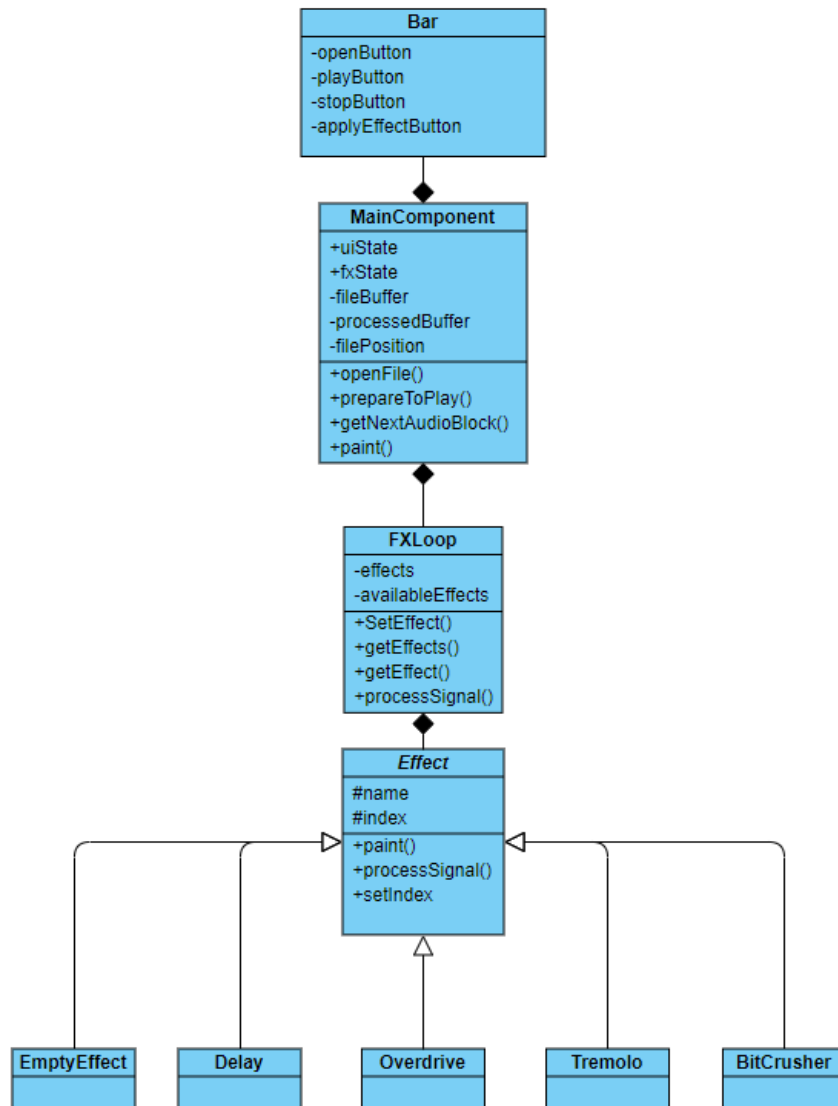 Bar
-openButton
-playButton
-stopButton
-applyEffectButton
MainComponent
+uiState
+fxState
-fileBuffer
-processedBuffer
-filePosition
+openFile()
+prepareToPlay()
+getNextAudioBlock()
+paint()
FXLoop
-effects
-availableEffects
+SetEffect()
+getEffects()
+getEffect()
+processSignal()
Effect
#name
#index
+paint()
+processSignal()
+setIndex
EmptyEffect
Delay
Overdrive
Tremolo
BitCrusher